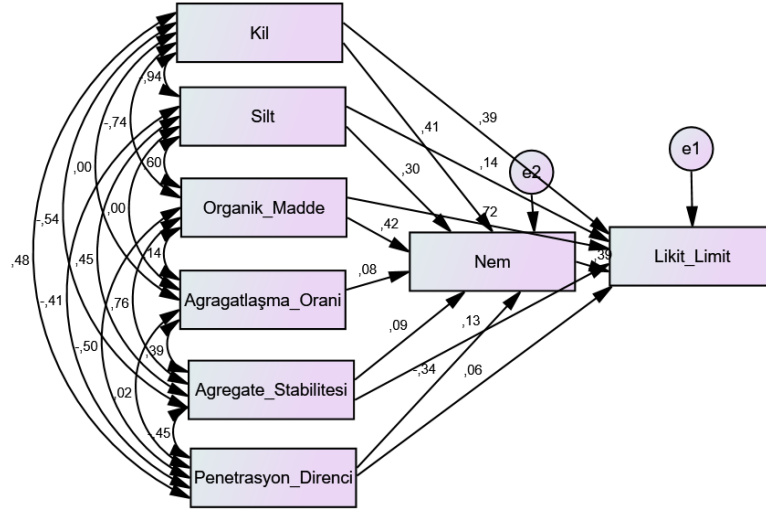 Kil
-,94
Silt
-,74
,41
,39
,14
e2
e1
,00
,60
,30
Organik_Madde
,72
-,54
,00
,42
Nem
,39
Likit_Limit
,48
,45
,14
Agragatlaşma_Orani
,08
-,41
,76
,09
,13
-,50
,39
-,34
,06
Agregate_Stabilitesi
,02
-,45
Penetrasyon_Direnci